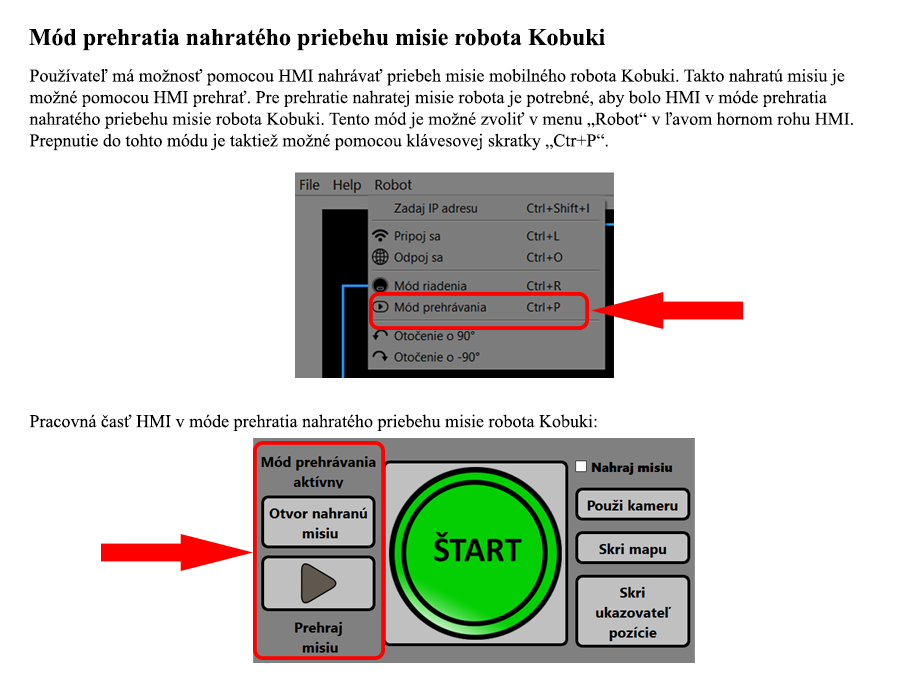 Mód prehratia nahratého priebehu misie robota Kobuki
Používateľ má možnosť pomocou HMI nahrávať priebeh misie mobilného robota Kobuki. Takto nahratú misiu je
možné pomocou HMI prehrať. Pre prehratie nahratej misie robota je potrebné, aby bolo HMI v móde prehratia
nahratého priebehu misie robota Kobuki. Tento mód je možné zvoliť v menu „Robot“ v ľavom hornom rohu HMI.
Prepnutie do tohto módu je taktiež možné pomocou klávesovej skratky „Ctr+P“.
File Help Robot
Zadaj IP adresu Ctrl+Shift+I
Pripoj sa Ctrl+L
Odpoj sa Ctrl+O
Mód riadenia Ctrl+R
Mód prehrávania Ctrl+P
Otočenie o 90°
Otočenie o -90°
Pracovná časť HMI v móde prehratia nahratého priebehu misie robota Kobuki:
Mód prehrávania
aktívny
Otvor nahranú
misiu
Prehraj
misiu
ŠTART
Nahraj misiu
Použi kameru
Skri mapu
Skri
ukazovateľ
pozície